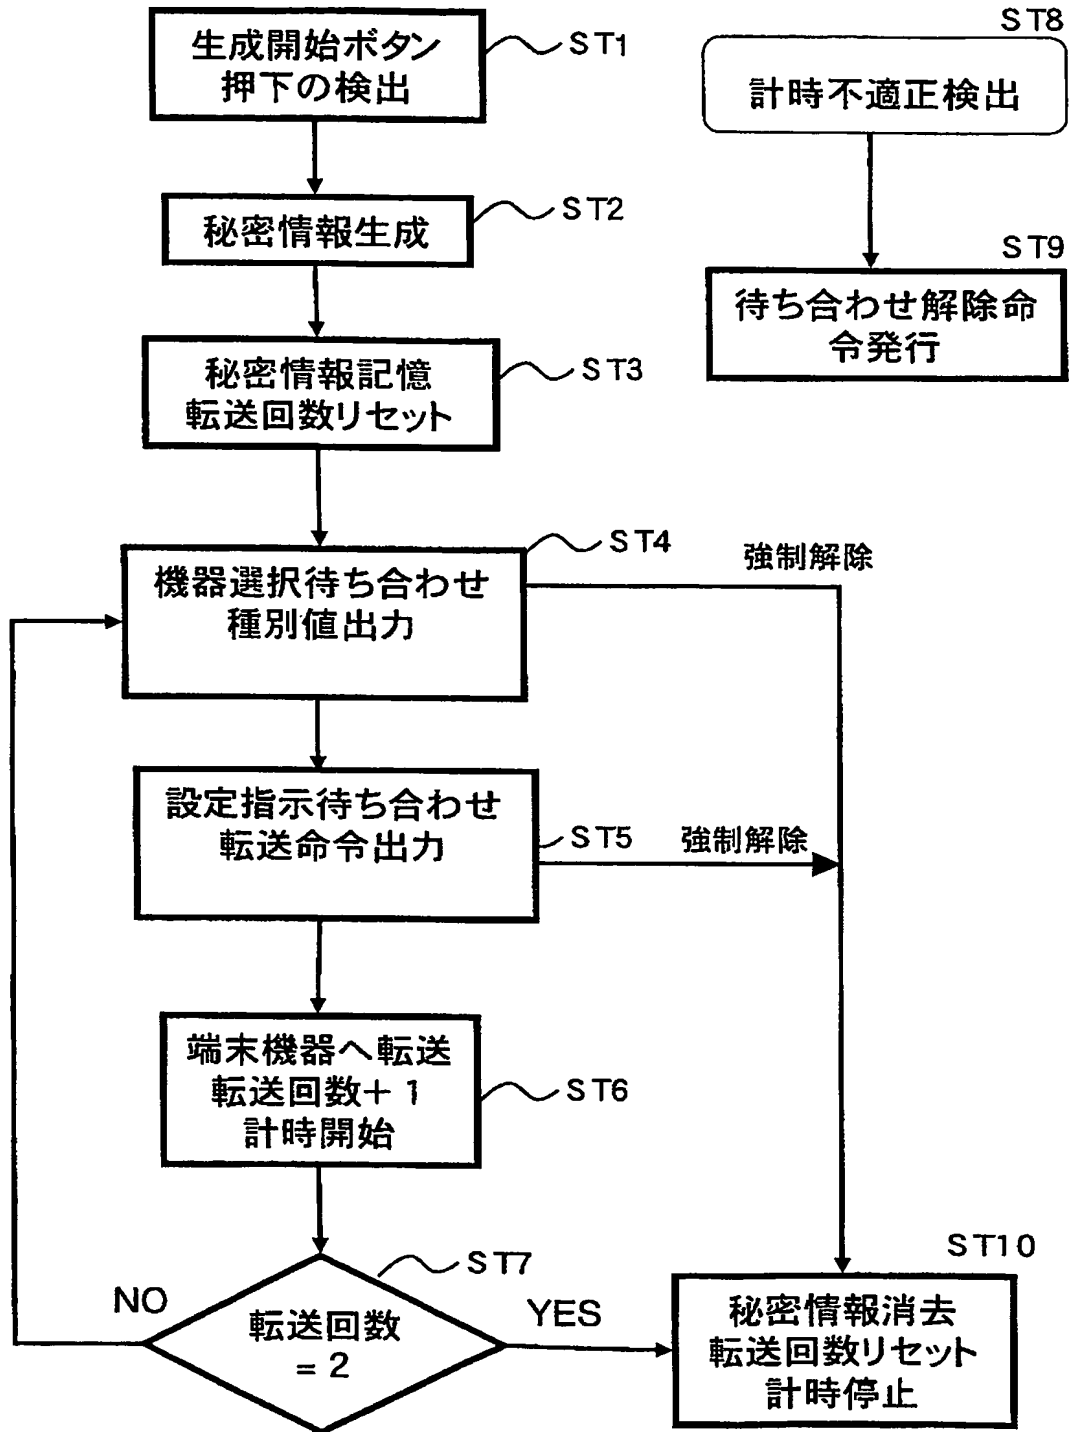 生成開始ボタン
押下の検出
ST1
秘密情報生成
ST2
秘密情報記憶
転送回数リセット
ST3
機器選択待ち合わせ
種別値出力
ST4
強制解除
設定指示待ち合わせ
転送命令出力
ST5
強制解除
端末機器へ転送
転送回数+1
計時開始
ST6
転送回数
=2
ST7
NO
YES
ST8
計時不適正検出
ST9
待ち合わせ解除命
令発行
ST10
秘密情報消去
転送回数リセット
計時停止